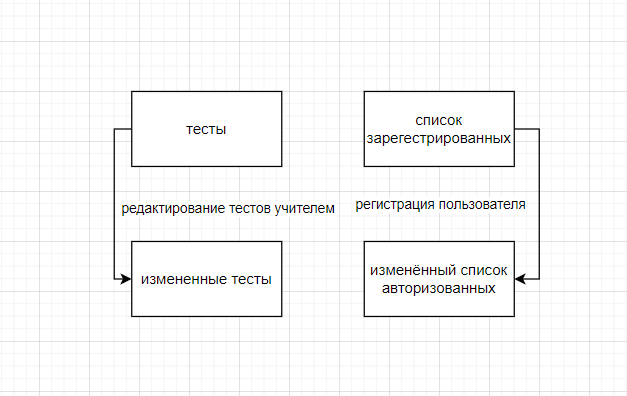 тесты
список
зарегестрированных
редактирование тестов учителем
регистрация пользователя
измененные тесты
изменённый список
авторизованных